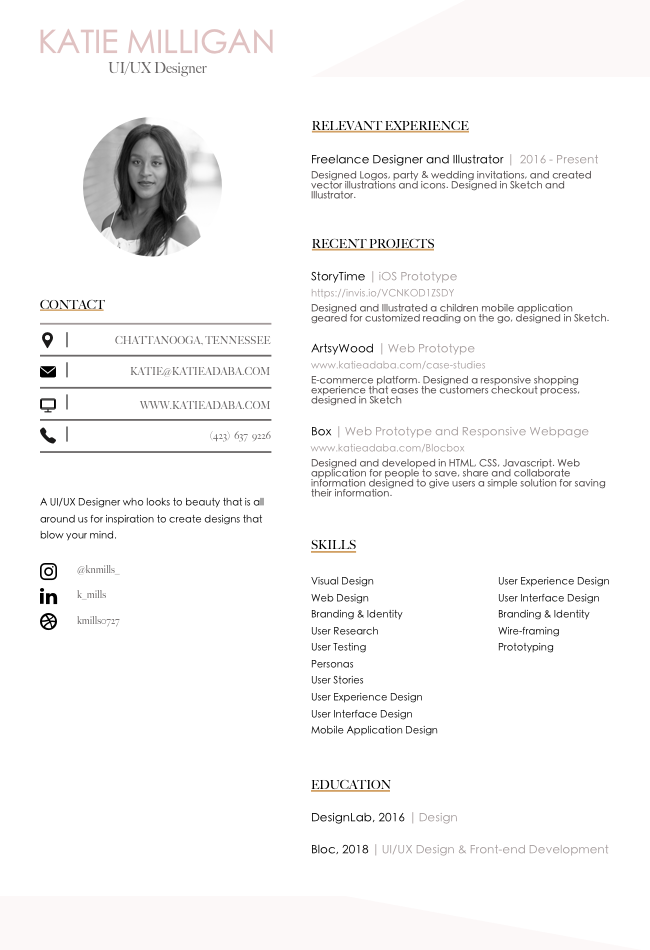 KATIE MILLIGAN
UI/UX Designer
CONTACT
CHATTANOOGA, TENNESSEE
KATIE@KATIEADABA.COM
WWW.KATIEADABA.COM
(423) 637 9226
A UI/UX Designer who looks to beauty that is all
around us for inspiration to create designs that
blow your mind.
@knmills_
k_mills
kmills0727
RELEVANT EXPERIENCE
Freelance Designer and Illustrator | 2016 - Present
Designed Logos, party & wedding invitations, and created
vector illustrations and icons. Designed in Sketch and
Illustrator.
RECENT PROJECTS
StoryTime | iOS Prototype
https://invis.io/VCNKOD1ZSDY
Designed and Illustrated a children mobile application
geared for customized reading on the go, designed in Sketch.
ArtsyWood | Web Prototype
www.katieadaba.com/case-studies
E-commerce platform. Designed a responsive shopping
experience that eases the customers checkout process,
designed in Sketch
Box | Web Prototype and Responsive Webpage
www.katieadaba.com/Blocbox
Designed and developed in HTML, CSS, Javascript. Web
application for people to save, share and collaborate
information designed to give users a simple solution for saving
their information.
SKILLS
Visual Design
Web Design
Branding & Identity
User Research
User Testing
Personas
User Stories
User Experience Design
User Interface Design
Mobile Application Design
User Experience Design
User Interface Design
Branding & Identity
Wire-framing
Prototyping
EDUCATION
DesignLab, 2016 | Design
Bloc, 2018 | UI/UX Design & Front-end Development